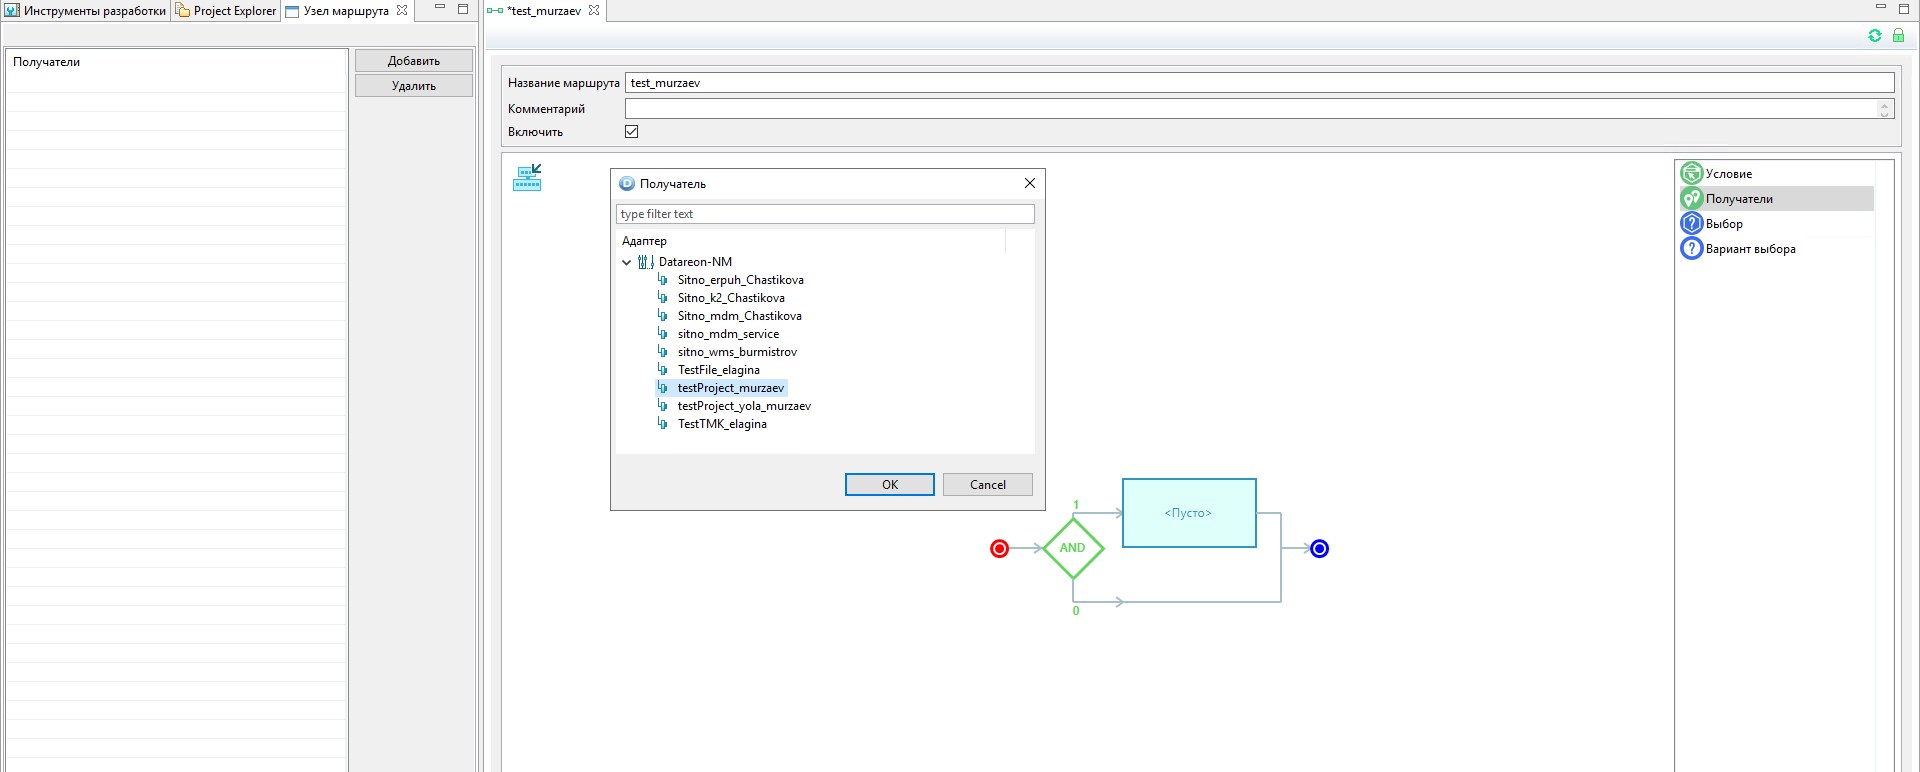 Инструменты разработки
Project Explorer
Узел маршрута
*test_murzaev
Получатели
Добавить
Удалить
Название маршрута
test_murzaev
Комментарий
Включить
Получатель
type filter text
Адаптер
Datareon-NM
Sitno_erpuh_Chastikova
Sitno_k2_Chastikova
Sitno_mdm_Chastikova
sitno_mdm_service
sitno_wms_burmistrov
TestFile_elagina
testProject_murzaev
testProject_yola_murzaev
TestTMK_elagina
OK
Cancel
Условие
Получатели
Выбор
Вариант выбора
1
<Пусто>
AND
0